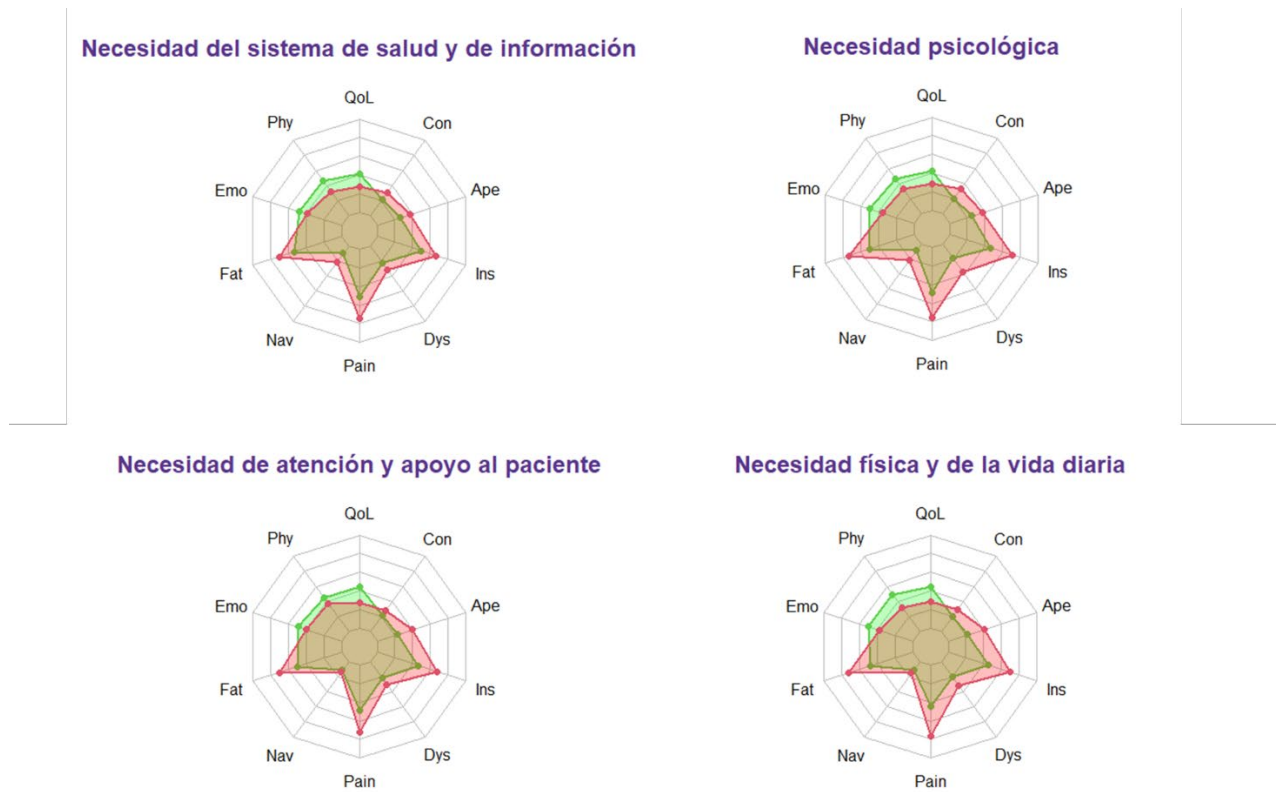 Necesidad del sistema de salud y de información
QoL
Phy
Con
Emo
Ape
Fat
Ins
Nav
Dys
Pain
Necesidad psicológica
QoL
Phy
Con
Emo
Ape
Fat
Ins
Nav
Dys
Pain
Necesidad de atención y apoyo al paciente
QoL
Phy
Con
Emo
Ape
Fat
Ins
Nav
Dys
Pain
Necesidad física y de la vida diaria
QoL
Phy
Con
Emo
Ape
Fat
Ins
Nav
Dys
Pain